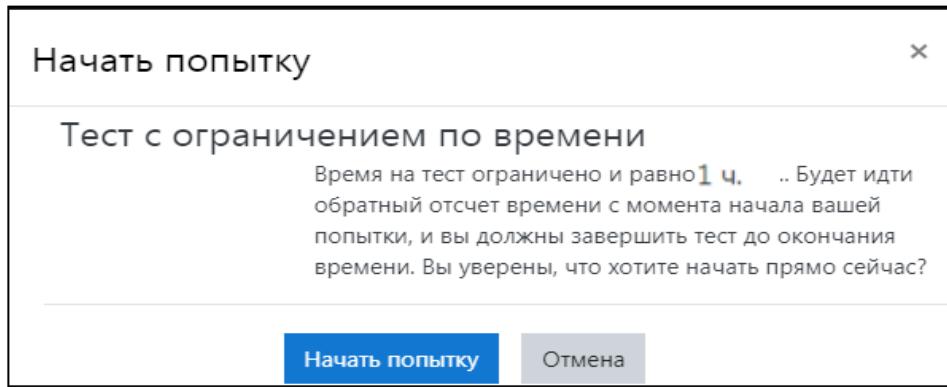 Начать попытку ×
Тест с ограничением по времени
Время на тест ограничено и равно 1 ч. .. Будет идти
обратный отсчет времени с момента начала вашей
попытки, и вы должны завершить тест до окончания
времени. Вы уверены, что хотите начать прямо сейчас?
Начать попытку Отмена